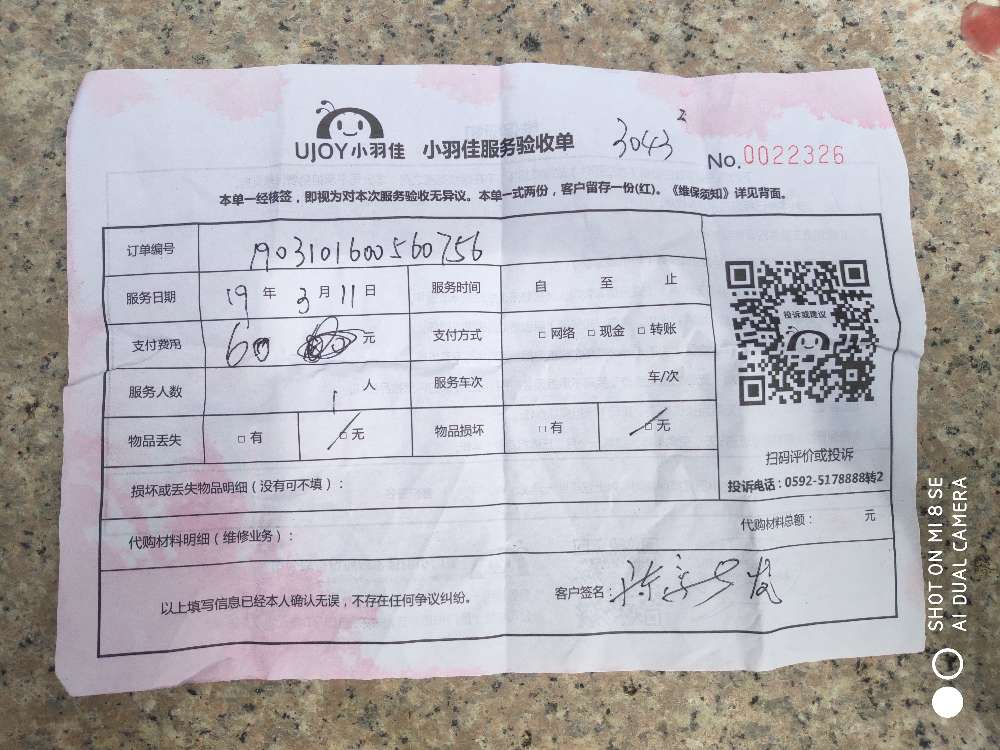 UJOY小羽佳 小羽佳服务验收单 3043² No.0022326
本单一经核签，即视为对本次服务验收无异议。本单一式两份，客户留存一份(红)。《维保须知》详见背面。
订单编号 1903101600560756
服务日期 19 年 3 月 11 日 服务时间 自 至 止
支付费用 60 元 支付方式 □ 网络 □ 现金 □ 转账
服务人数 1 人 服务车次 车/次
物品丢失 □ 有 □ 无 物品损坏 □ 有 □ 无
损坏或丢失物品明细（没有可不填）：
代购材料明细（维修业务）： 代购材料总额： 元
以上填写信息已经本人确认无误，不存在任何争议纠纷。 客户签名：
投诉或建议
扫码评价或投诉
投诉电话：0592-5178888转2
SHOT ON MI 8 SE
AI DUAL CAMERA